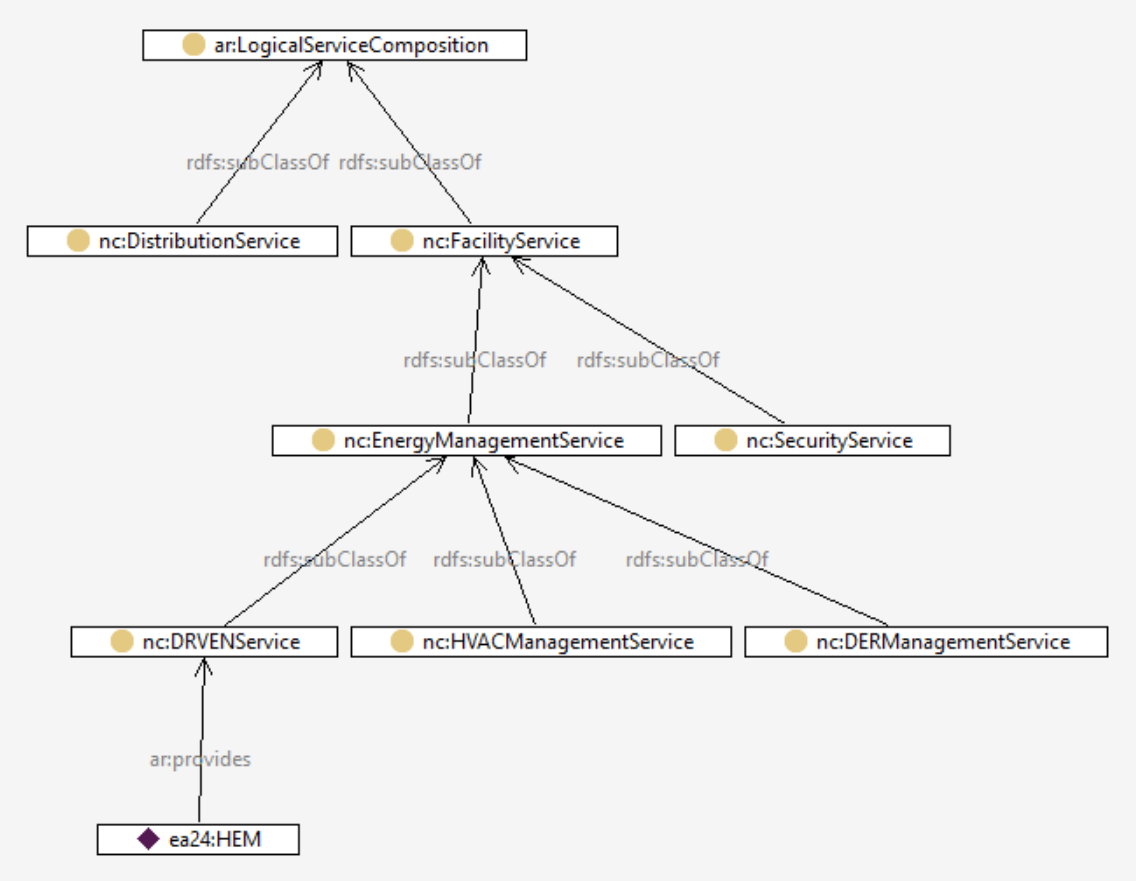 ar:LogicalServiceComposition
rdfs:subClassOf rdfs:subClassOf
nc:DistributionService nc:FacilityService
rdfs:subClassOf rdfs:subClassOf
nc:EnergyManagementService nc:SecurityService
rdfs:subClassOf rdfs:subClassOf rdfs:subClassOf
nc:DRVENService nc:HVACManagementService nc:DERManagementService
ar:provides
ea24:HEM